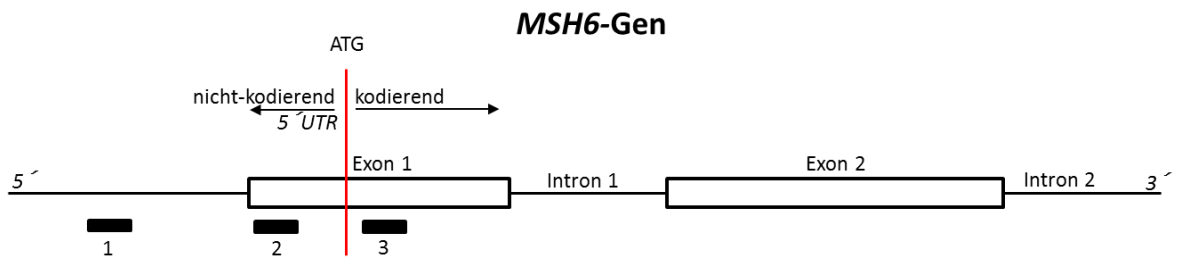 MSH6-Gen
ATG
nicht-kodierend kodierend
5´UTR
Exon 1 Exon 2
5´ Intron 1 Intron 2 3´
1 2 3